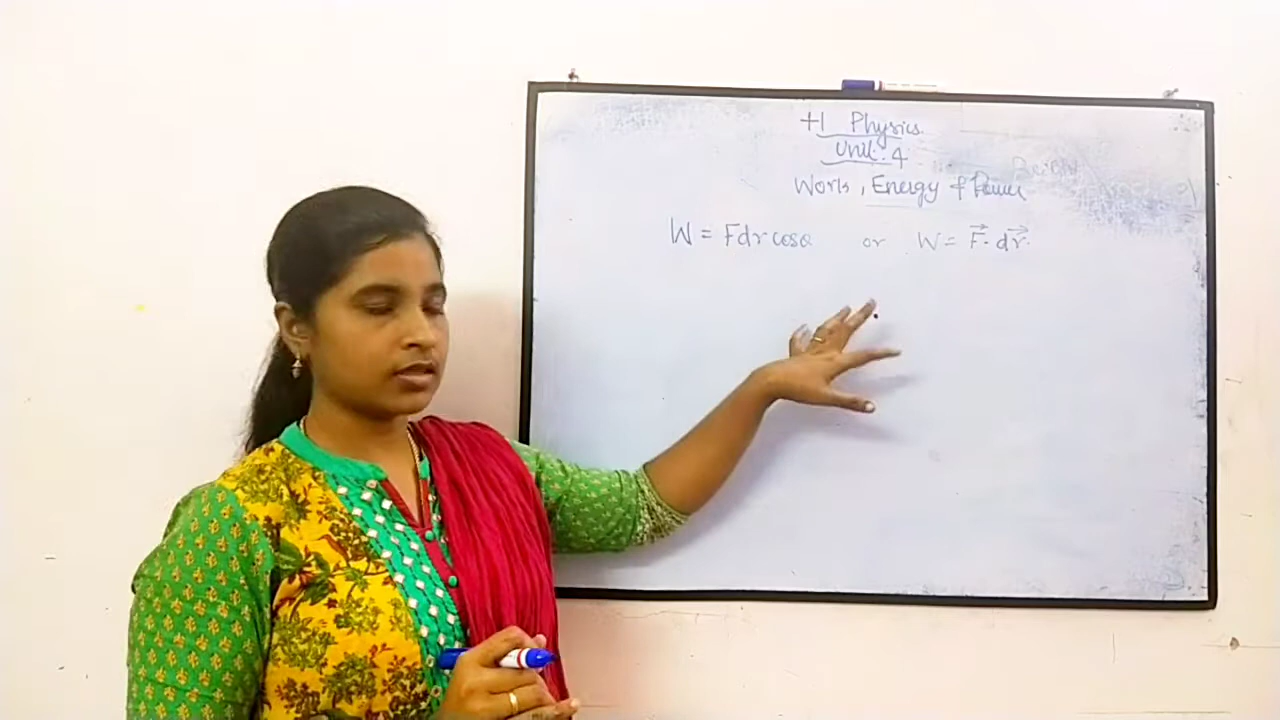 +1 Physics.
Unit. 4
Work, Energy & Power
W = Fdr cosθ or W = F⃗. dr⃗.